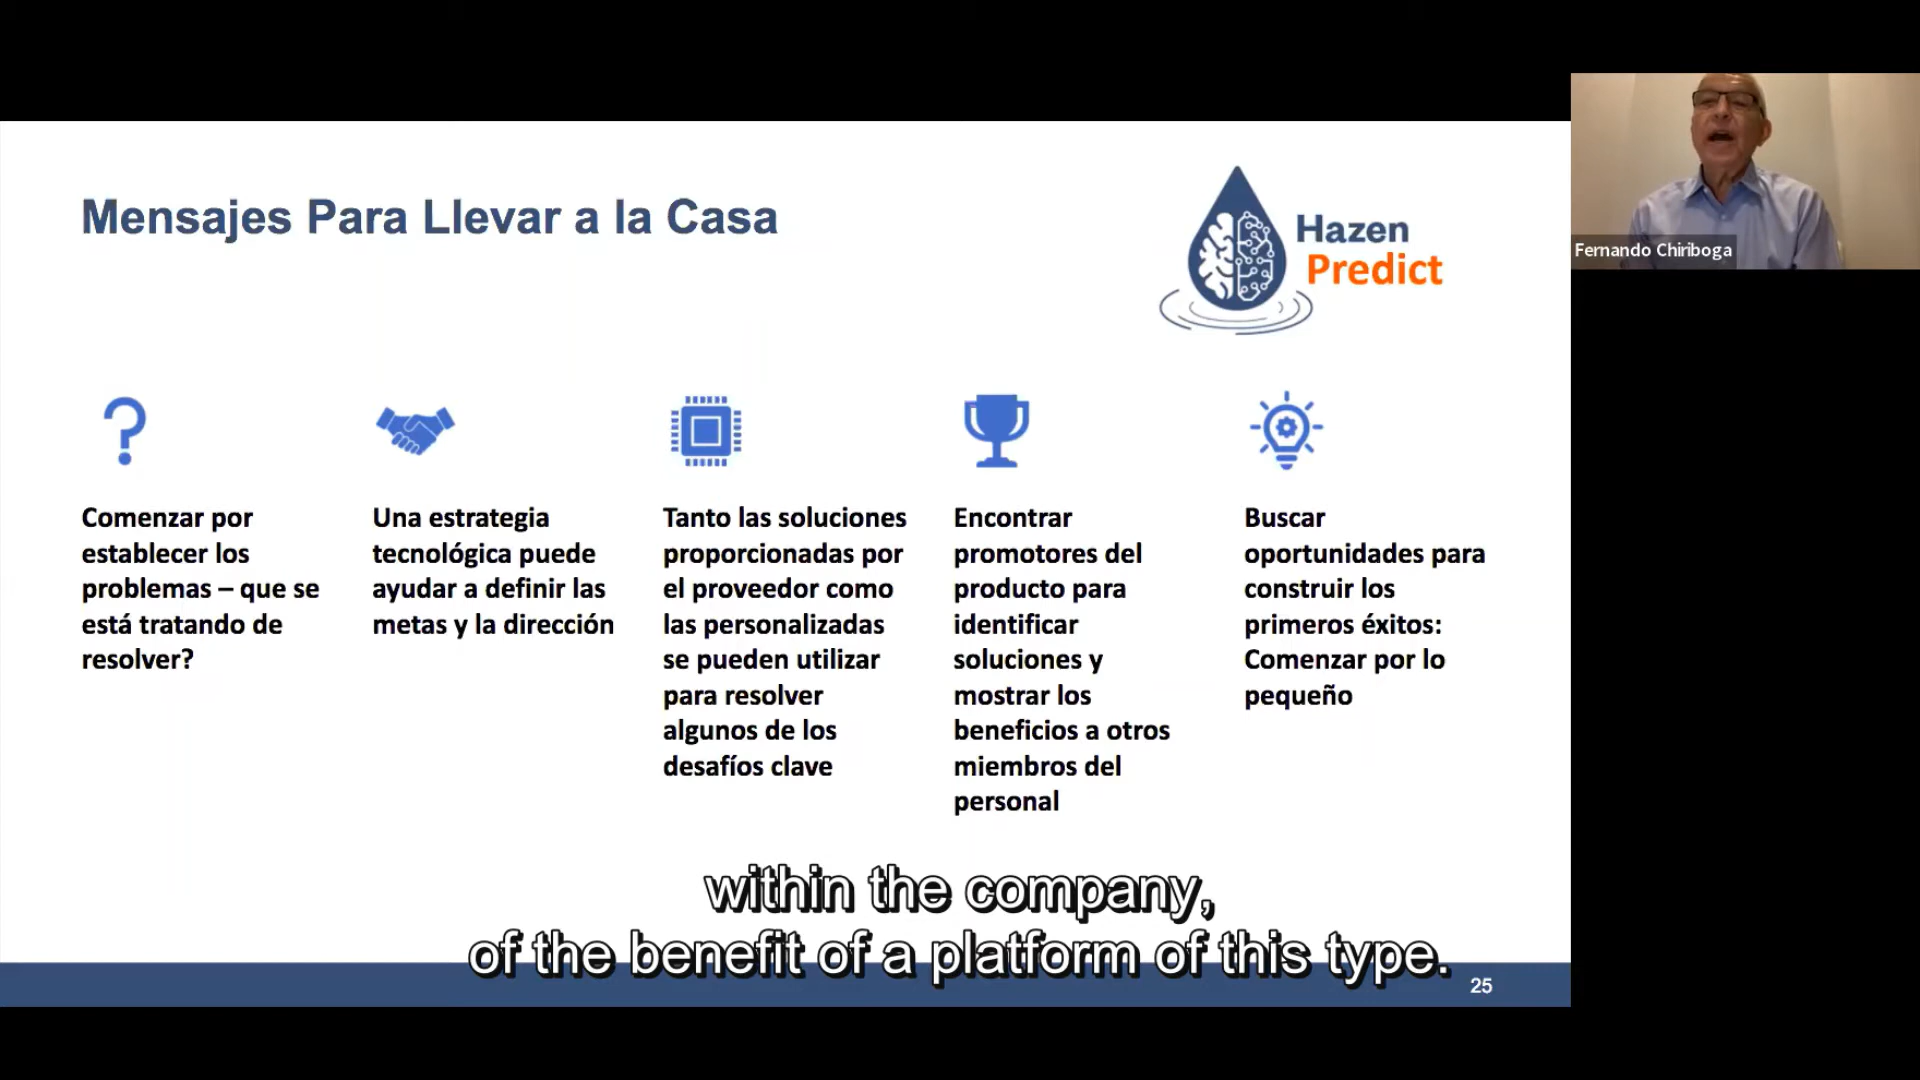 Mensajes Para Llevar a la Casa
Hazen
Predict
Fernando Chiriboga
Comenzar por
establecer los
problemas – que se
está tratando de
resolver?
Una estrategia
tecnológica puede
ayudar a definir las
metas y la dirección
Tanto las soluciones
proporcionadas por
el proveedor como
las personalizadas
se pueden utilizar
para resolver
algunos de los
desafíos clave
Encontrar
promotores del
producto para
identificar
soluciones y
mostrar los
beneficios a otros
miembros del
personal
Buscar
oportunidades para
construir los
primeros éxitos:
Comenzar por lo
pequeño
within the company,
of the benefit of a platform of this type.
25